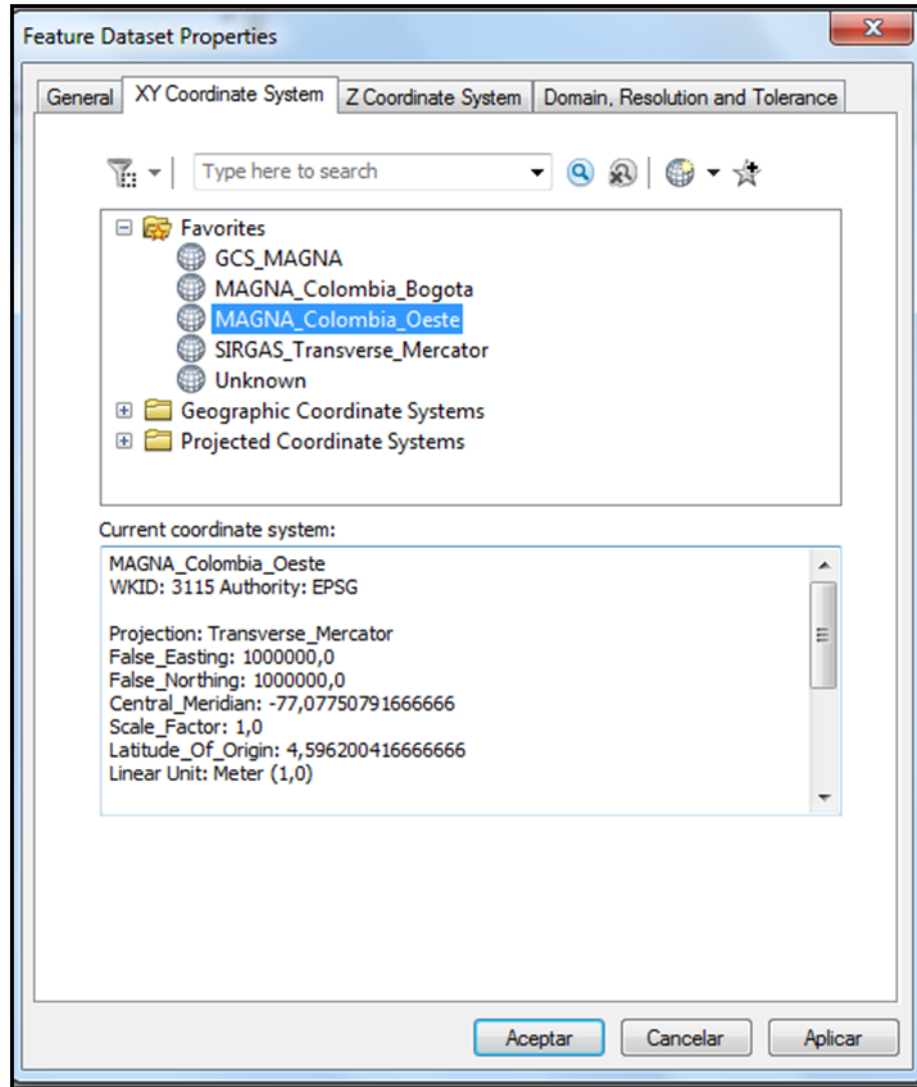 Feature Dataset Properties
General XY Coordinate System Z Coordinate System Domain, Resolution and Tolerance
Type here to search
Favorites
GCS_MAGNA
MAGNA_Colombia_Bogota
MAGNA_Colombia_Oeste
SIRGAS_Transverse_Mercator
Unknown
Geographic Coordinate Systems
Projected Coordinate Systems
Current coordinate system:
MAGNA_Colombia_Oeste
WKID: 3115 Authority: EPSG
Projection: Transverse_Mercator
False_Easting: 1000000,0
False_Northing: 1000000,0
Central_Meridian: -77,07750791666666
Scale_Factor: 1,0
Latitude_Of_Origin: 4,596200416666666
Linear Unit: Meter (1,0)
Aceptar Cancelar Aplicar